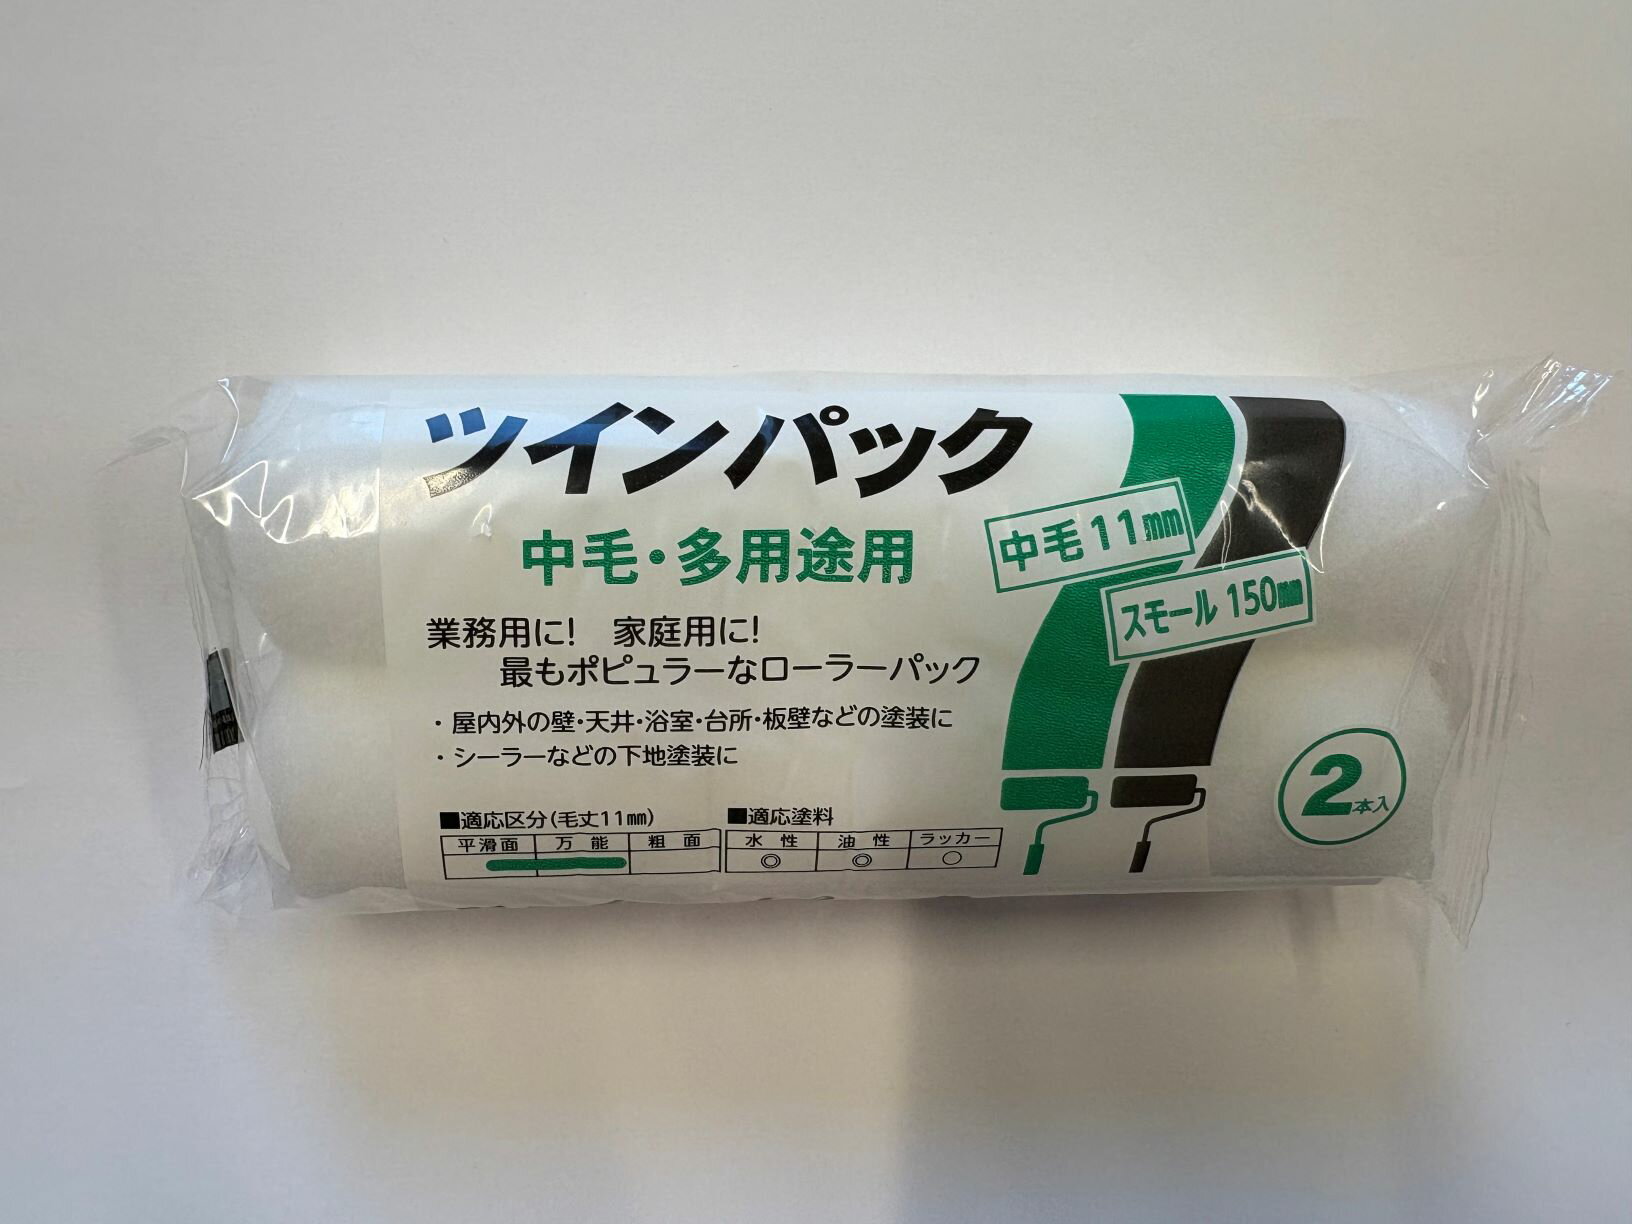 ツインパック
中毛・多用途用
中毛11mm
スモール 150mm
業務用に! 家庭用に!
最もポピュラーなローラーパック
・屋内外の壁・天井・浴室・台所・板壁などの塗装に
・シーラーなどの下地塗装に
■適応区分(毛丈11mm)
平滑面 万能 粗面
■適応塗料
水性 油性 ラッカー
◎ ◎ ○
2本入